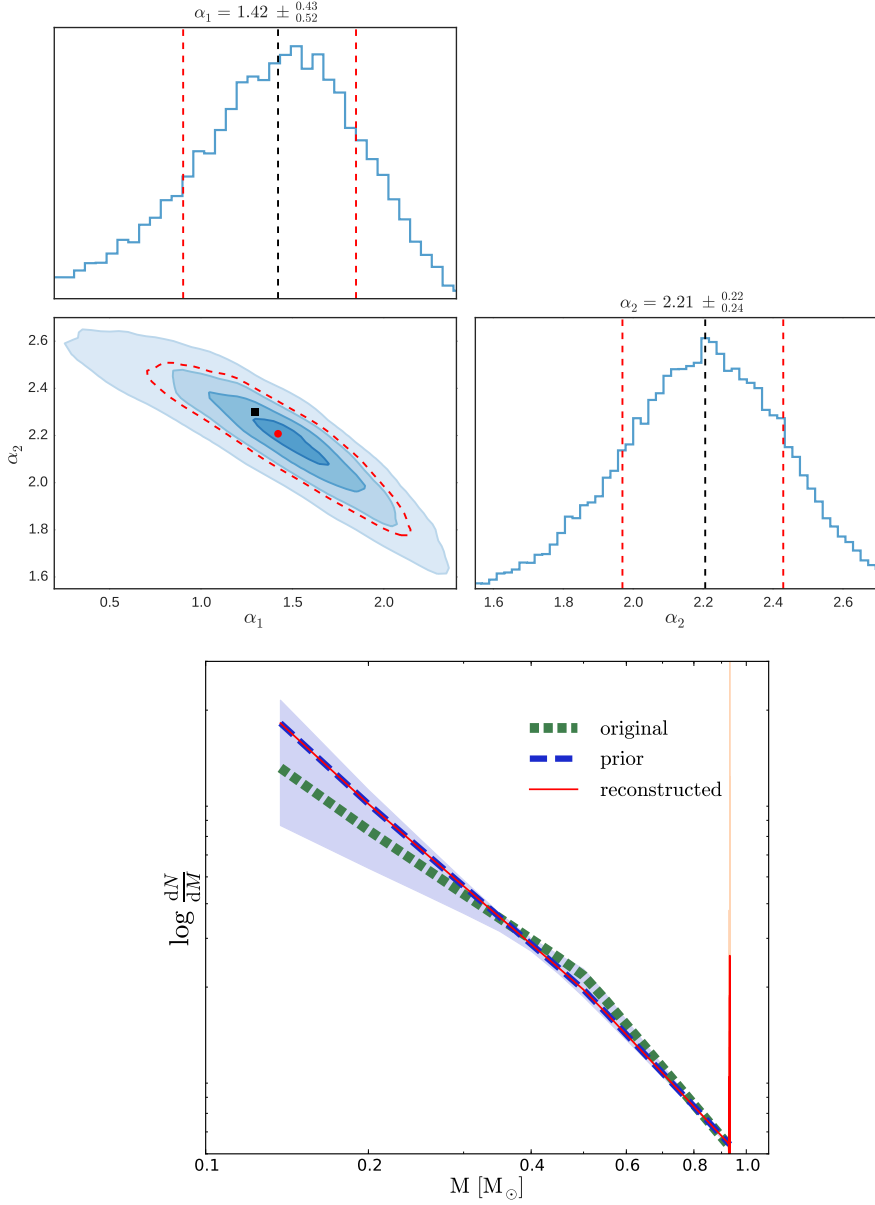 α₁ = 1.42 ± 0.43 0.52
α₂ = 2.21 ± 0.22 0.24
2.6
2.4
2.2
2.0
1.8
1.6
α₂
0.5 1.0 1.5 2.0
α₁
1.6 1.8 2.0 2.2 2.4 2.6
α₂
original
prior
reconstructed
log dN/dM
0.1 0.2 0.4 0.6 0.8 1.0
M [M⊙]